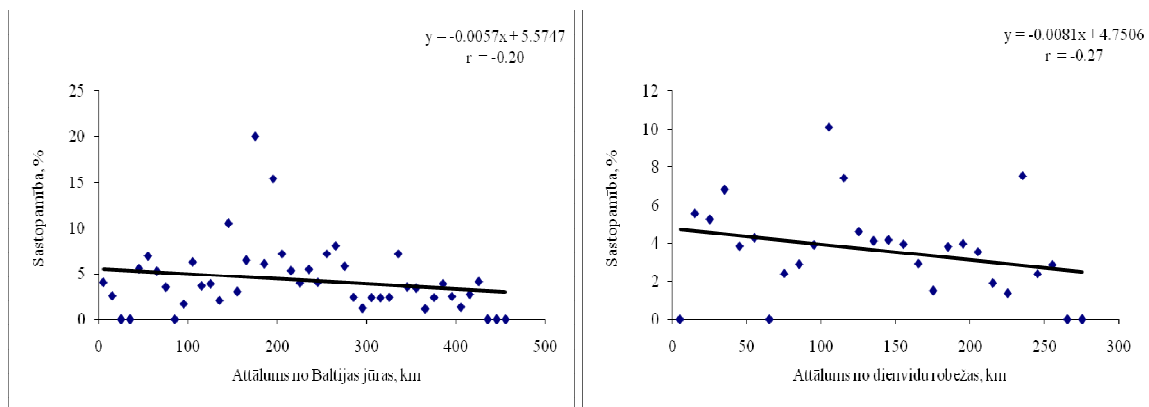 y = -0.0057x + 5.5747
r = -0.20
25
20
15
10
5
0
Sastopamība, %
0 100 200 300 400 500
Attālums no Baltijas jūras, km
y = -0.0081x + 4.7506
r = -0.27
12
10
8
6
4
2
0
Sastopamība, %
0 50 100 150 200 250 300
Attālums no dienvidu robežas, km